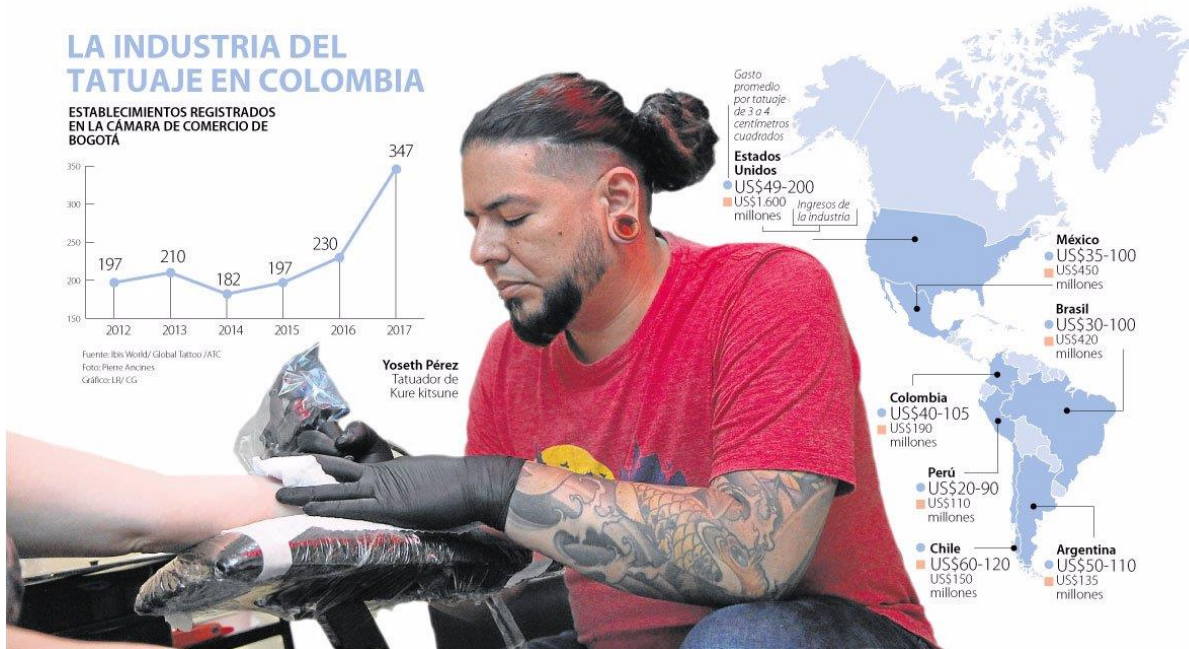 LA INDUSTRIA DEL
TATUAJE EN COLOMBIA
ESTABLECIMIENTOS REGISTRADOS
EN LA CÁMARA DE COMERCIO DE
BOGOTÁ
350
300
250
200
150
197
210
182
197
230
347
2012
2013
2014
2015
2016
2017
Fuente: Ibis World/ Global Tattoo /ATC
Foto: Pierre Ancines
Gráfico: LR/ CG
Yoseth Pérez
Tatuador de
Kure kitsune
Gasto
promedio
por tatuaje
de 3 a 4
centímetros
cuadrados
Estados
Unidos
US$49-200
US$1.600
millones
Ingresos de
la industria
México
US$35-100
US$450
millones
Brasil
US$30-100
US$420
millones
Colombia
US$40-105
US$190
millones
Perú
US$20-90
US$110
millones
Chile
US$60-120
US$150
millones
Argentina
US$50-110
US$135
millones